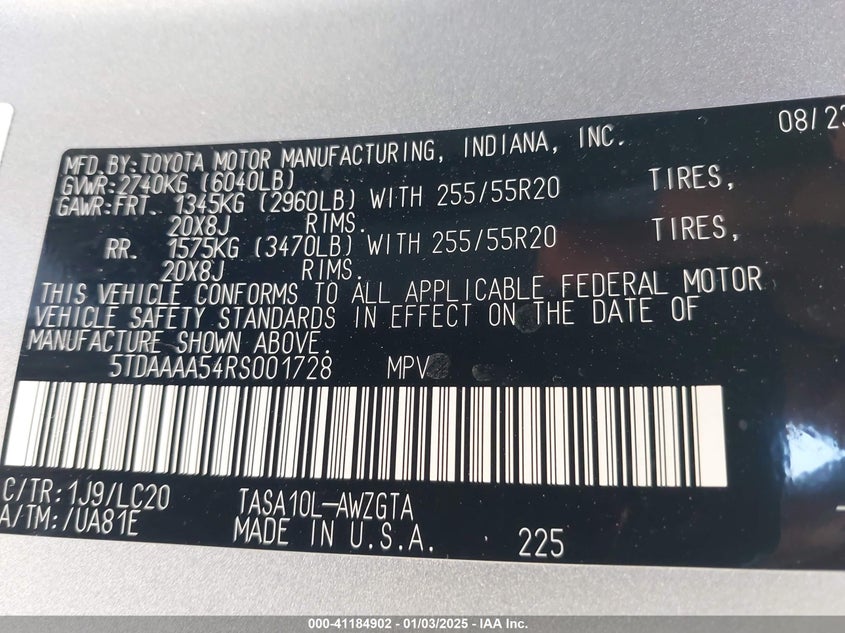 08/23
MFD.BY:TOYOTA MOTOR MANUFACTURING, INDIANA, INC.
GVWR:2740KG (6040LB)
GAWR:FRT. 1345KG (2960LB) WITH 255/55R20 TIRES,
20X8J RIMS.
RR. 1575KG (3470LB) WITH 255/55R20 TIRES,
20X8J RIMS.
THIS VEHICLE CONFORMS TO ALL APPLICABLE FEDERAL MOTOR
VEHICLE SAFETY STANDARDS IN EFFECT ON THE DATE OF
MANUFACTURE SHOWN ABOVE.
5TDAAAA54RS001728 MPV
C/TR:1J9/LC20 TASA10L-AWZGTA
A/TM:/UA81E MADE IN U.S.A. 225
000-41184902 - 01/03/2025 - IAA Inc.